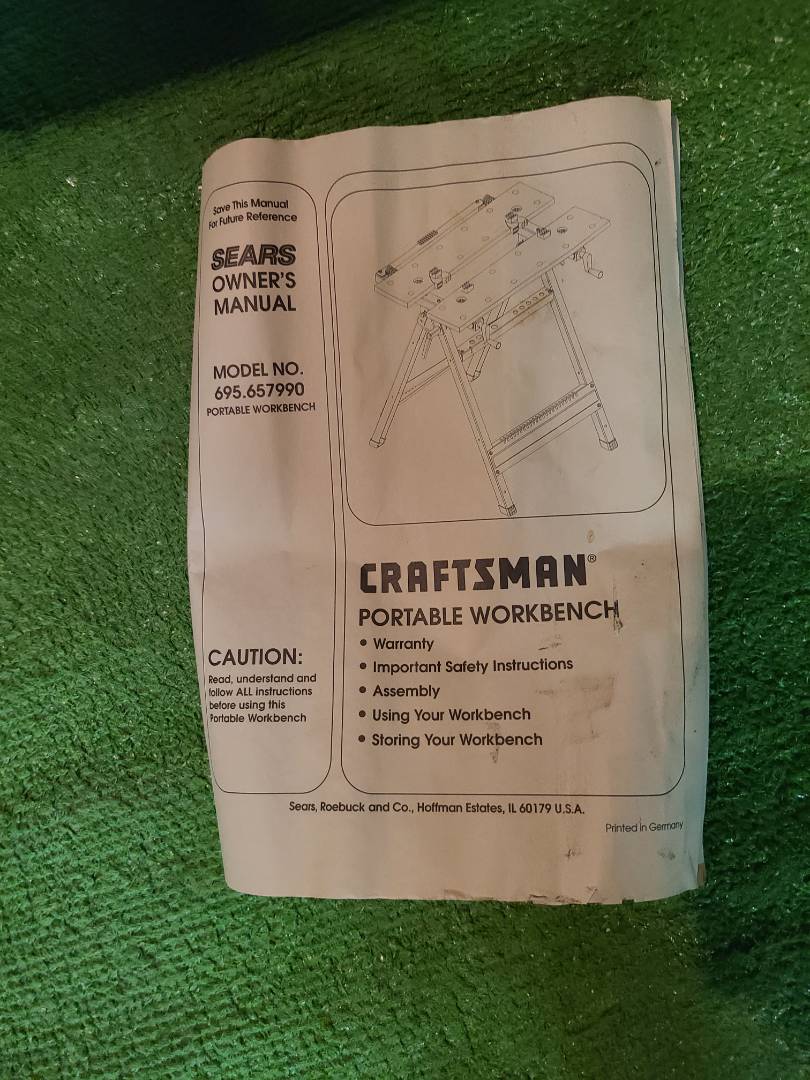 Save This Manual
For Future Reference
SEARS
OWNER'S
MANUAL
MODEL NO.
695.657990
PORTABLE WORKBENCH
CAUTION:
Read, understand and
follow ALL instructions
before using this
Portable Workbench
CRAFTSMAN®
PORTABLE WORKBENCH
• Warranty
• Important Safety Instructions
• Assembly
• Using Your Workbench
• Storing Your Workbench
Sears, Roebuck and Co., Hoffman Estates, IL 60179 U.S.A.
Printed in Germany